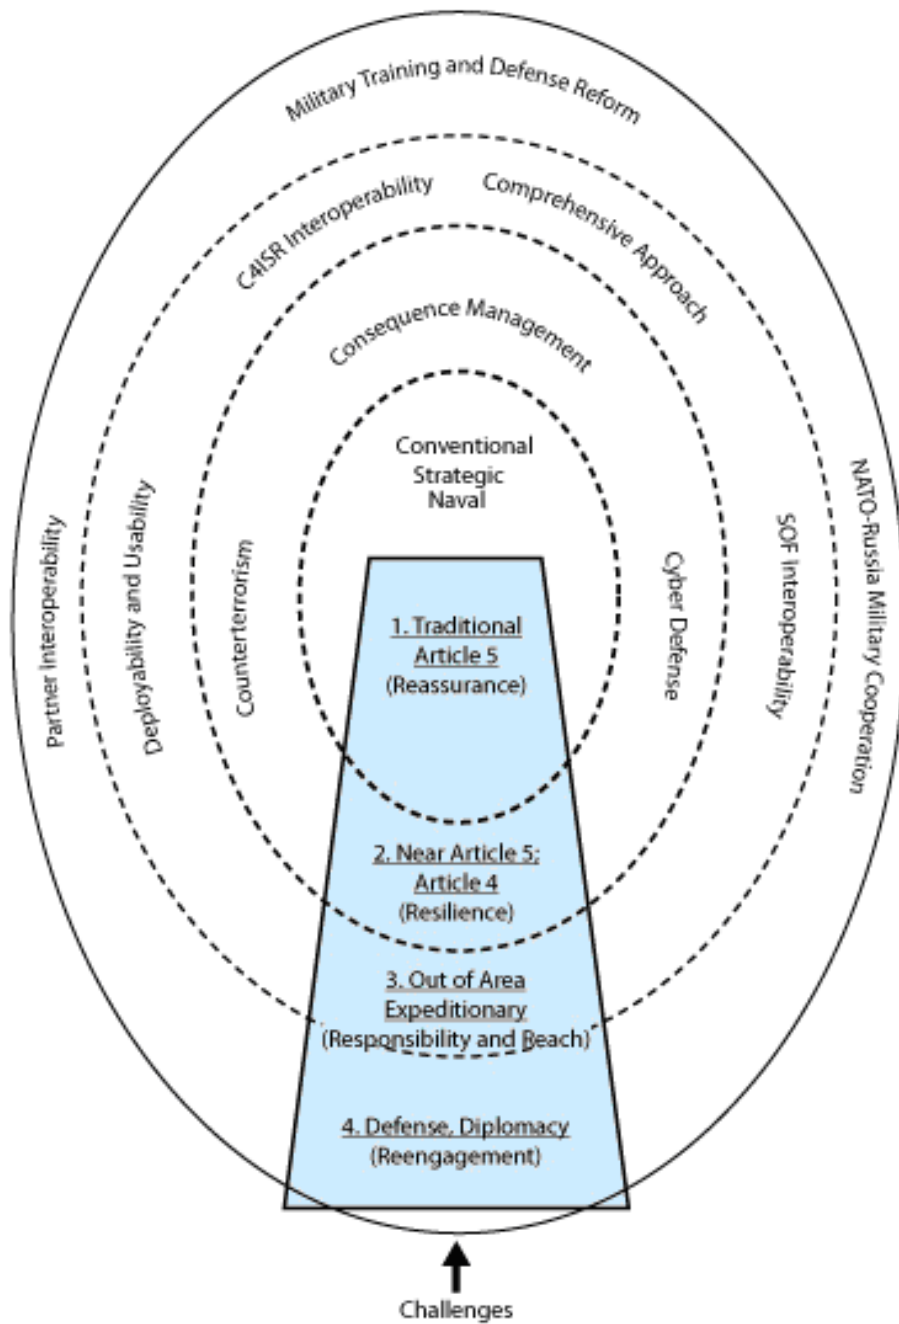 Military Training and Defense Reform
C4ISR Interoperability
Comprehensive Approach
Consequence Management
Conventional
Strategic
Naval
Partner Interoperability
Deployability and Usability
Counterterrorism
Cyber Defense
SOF Interoperability
NATO-Russia Military Cooperation
1. Traditional
Article 5
(Reassurance)
2. Near Article 5;
Article 4
(Resilience)
3. Out of Area
Expeditionary
(Responsibility and Reach)
4. Defense, Diplomacy
(Reengagement)
Challenges